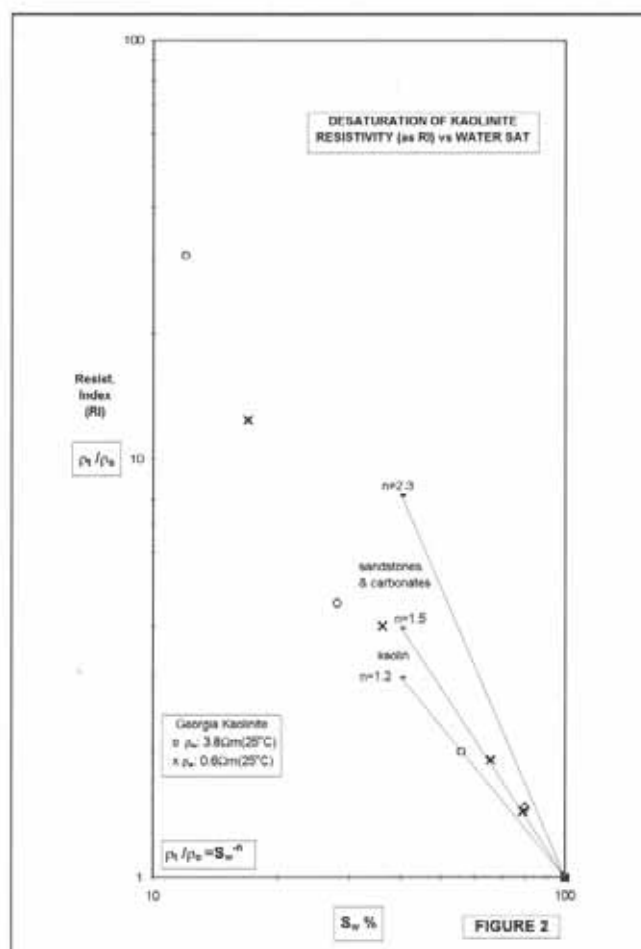 100
DESATURATION OF KAOLINITE
RESISTIVITY (as RI) vs WATER SAT
Resist.
Index
(RI)
ρt /ρo
10
n=2.3
sandstones
& carbonates
n=1.5
kaolin
n=1.2
Georgia Kaolinite
□ ρw: 3.8Ωm(25°C)
x ρw: 0.6Ωm(25°C)
ρt /ρo =Sw-n
1
10
100
Sw %
FIGURE 2